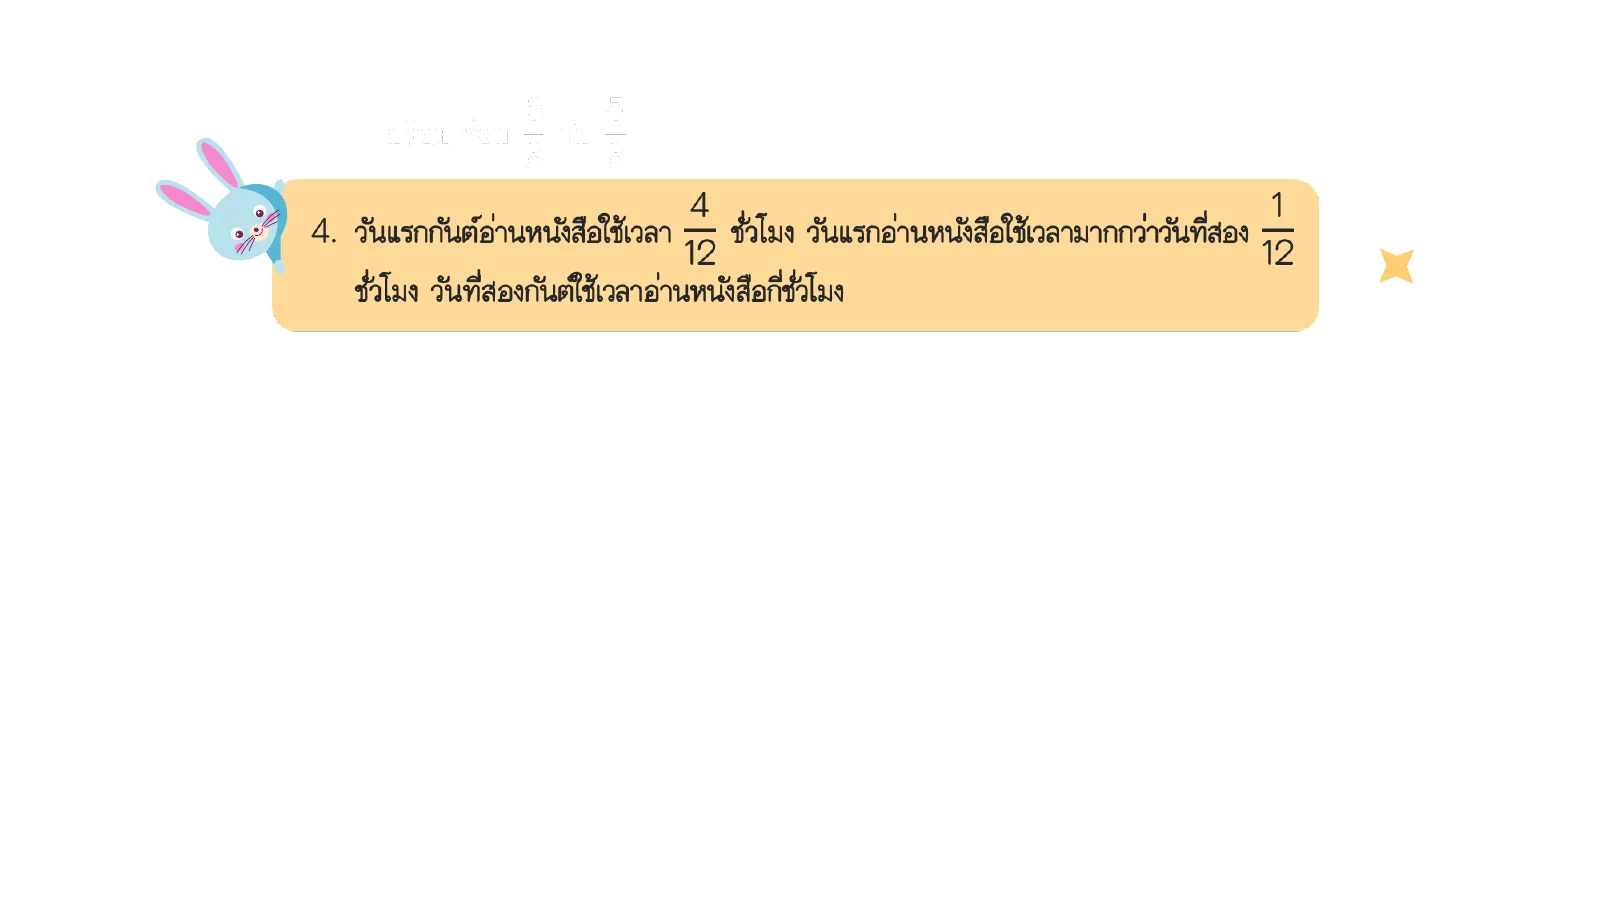 4. วันแรกกันต์อ่านหนังสือใช้เวลา 4/12 ชั่วโมง วันแรกอ่านหนังสือใช้เวลามากกว่าวันที่สอง 1/12
ชั่วโมง วันที่สองกันต์ใช้เวลาอ่านหนังสือกี่ชั่วโมง